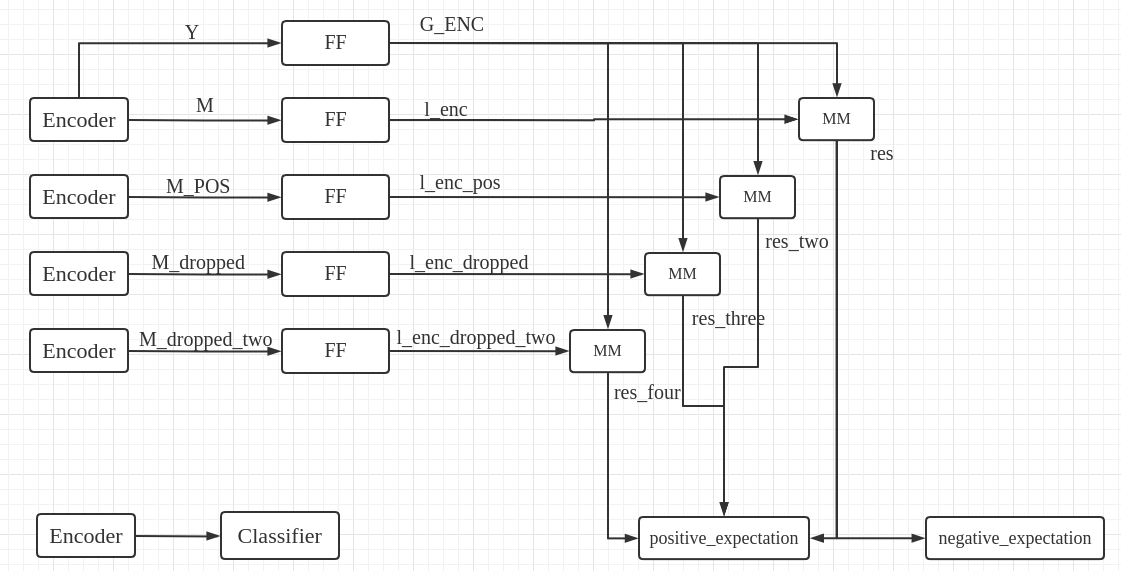 Y
FF
G_ENC
Encoder
M
FF
l_enc
MM
res
Encoder
M_POS
FF
l_enc_pos
MM
res_two
Encoder
M_dropped
FF
l_enc_dropped
MM
res_three
Encoder
M_dropped_two
FF
l_enc_dropped_two
MM
res_four
Encoder
Classifier
positive_expectation
negative_expectation